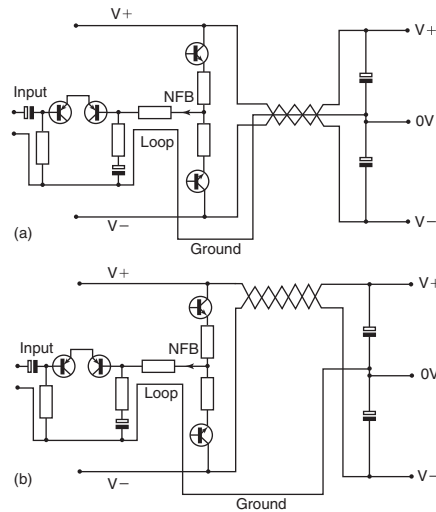 V+ V+
NFB
Input
0V
Loop
(a) V− V−
Ground
V+ V+
NFB
Input
0V
Loop
(b) V− V−
Ground